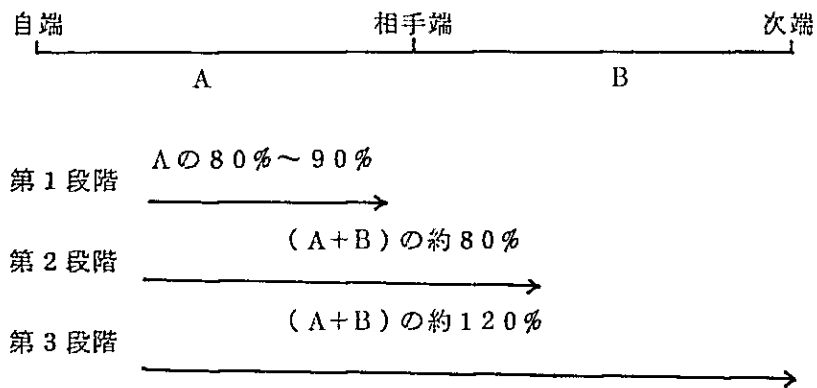 自端 相手端 次端
A B
Aの80%～90%
第1段階
(A+B)の約80%
第2段階
(A+B)の約120%
第3段階